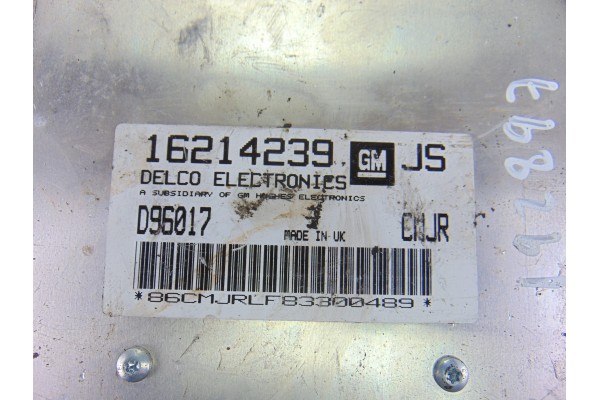 16214239 GM JS
DELCO ELECTRONICS
A SUBSIDIARY OF GM HUGHES ELECTRONICS
D96017 MADE IN UK CMJR
*86CMJRLF83300489*